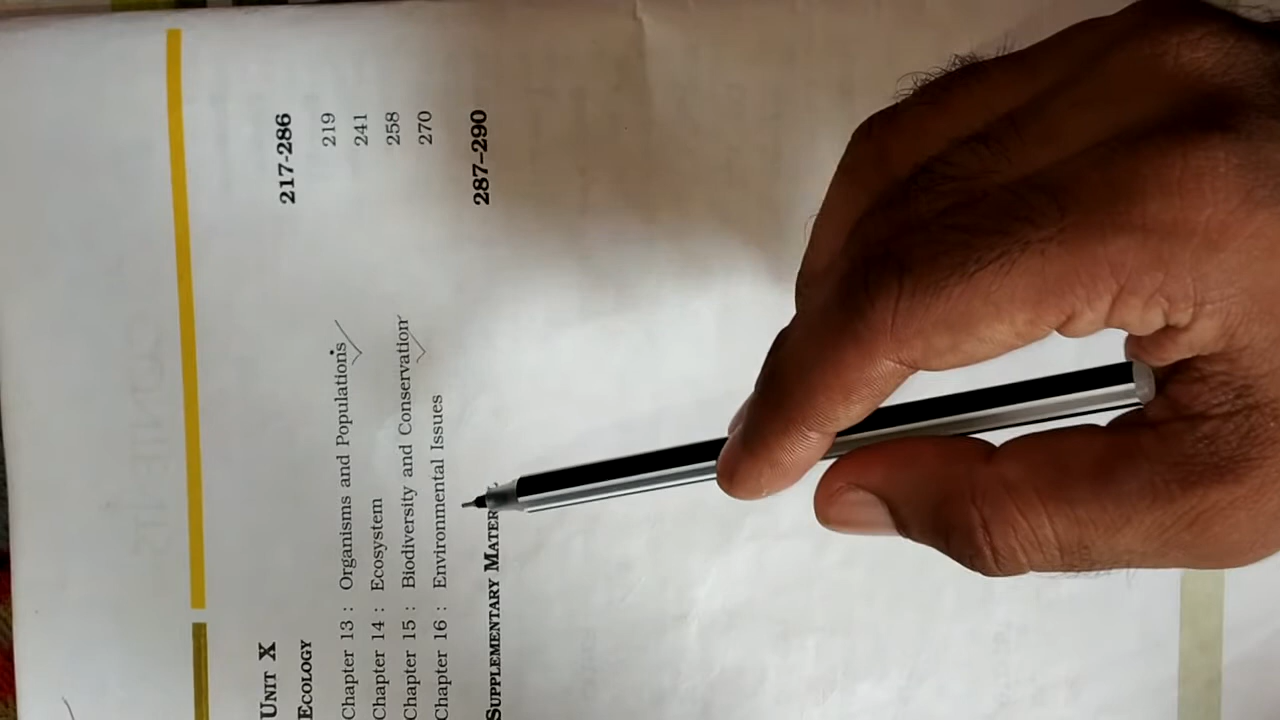 UNIT X
217-286
ECOLOGY
Chapter 13 : Organisms and Populations 219
Chapter 14 : Ecosystem 241
Chapter 15 : Biodiversity and Conservation 258
Chapter 16 : Environmental Issues 270
SUPPLEMENTARY 287–290